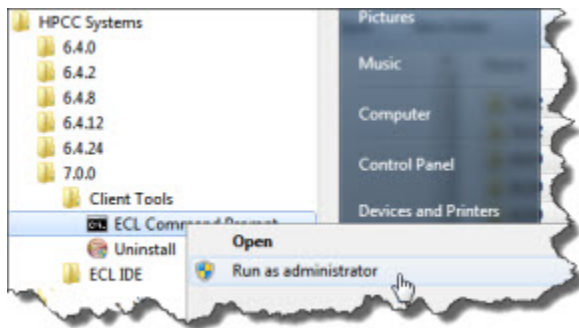 HPCC Systems
6.4.0
6.4.2
6.4.8
6.4.12
6.4.24
7.0.0
Client Tools
ECL Command Prompt
Uninstall
ECL IDE
Open
Run as administrator
Pictures
Music
Computer
Control Panel
Devices and Printers